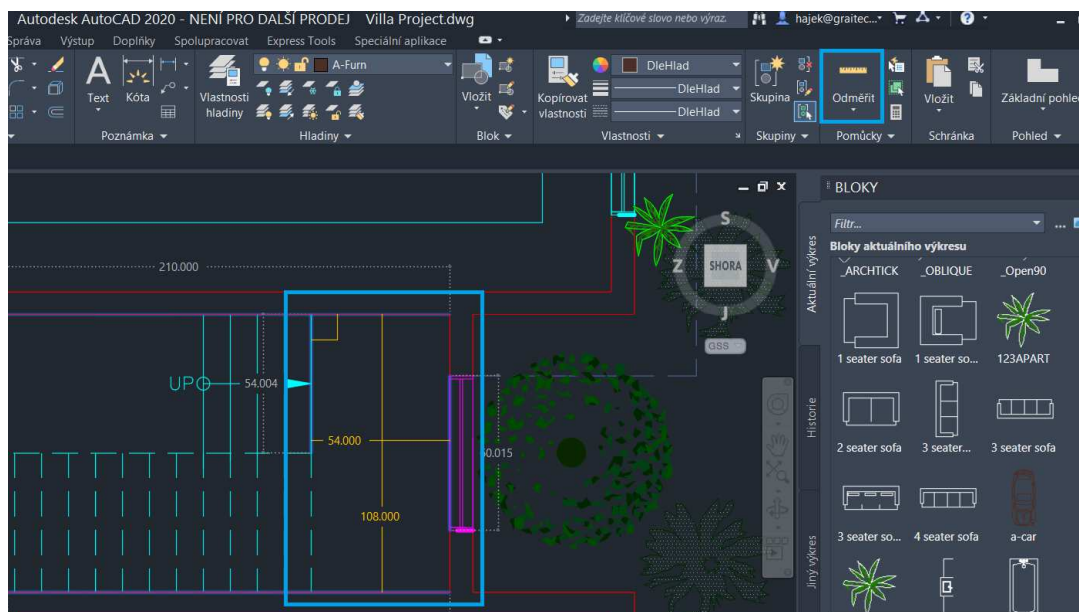 Autodesk AutoCAD 2020 - NENÍ PRO DALŠÍ PRODEJ Villa Project.dwg
Zadejte klíčové slovo nebo výraz.
hajek@graitec...
Správa Výstup Doplňky Spolupracovat Express Tools Speciální aplikace
A-Furn
DleHlad
DleHlad
DleHlad
Text
Kóta
Vlastnosti
hladiny
Vložit
Kopírovat
vlastnosti
Skupina
Odměřit
Vložit
Základní pohled
Poznámka
Hladiny
Blok
Vlastnosti
Skupiny
Pomůcky
Schránka
Pohled
BLOKY
Filtr...
Bloky aktuálního výkresu
_ARCHTICK _OBLIQUE _Open90
1 seater sofa 1 seater so... 123APART
2 seater sofa 3 seater... 3 seater sofa
3 seater so... 4 seater sofa a-car
Aktuální výkres
Historie
Jiný výkres
S
Z
SHORA
V
J
GSS
210.000
UP
54.004
54.000
108.000